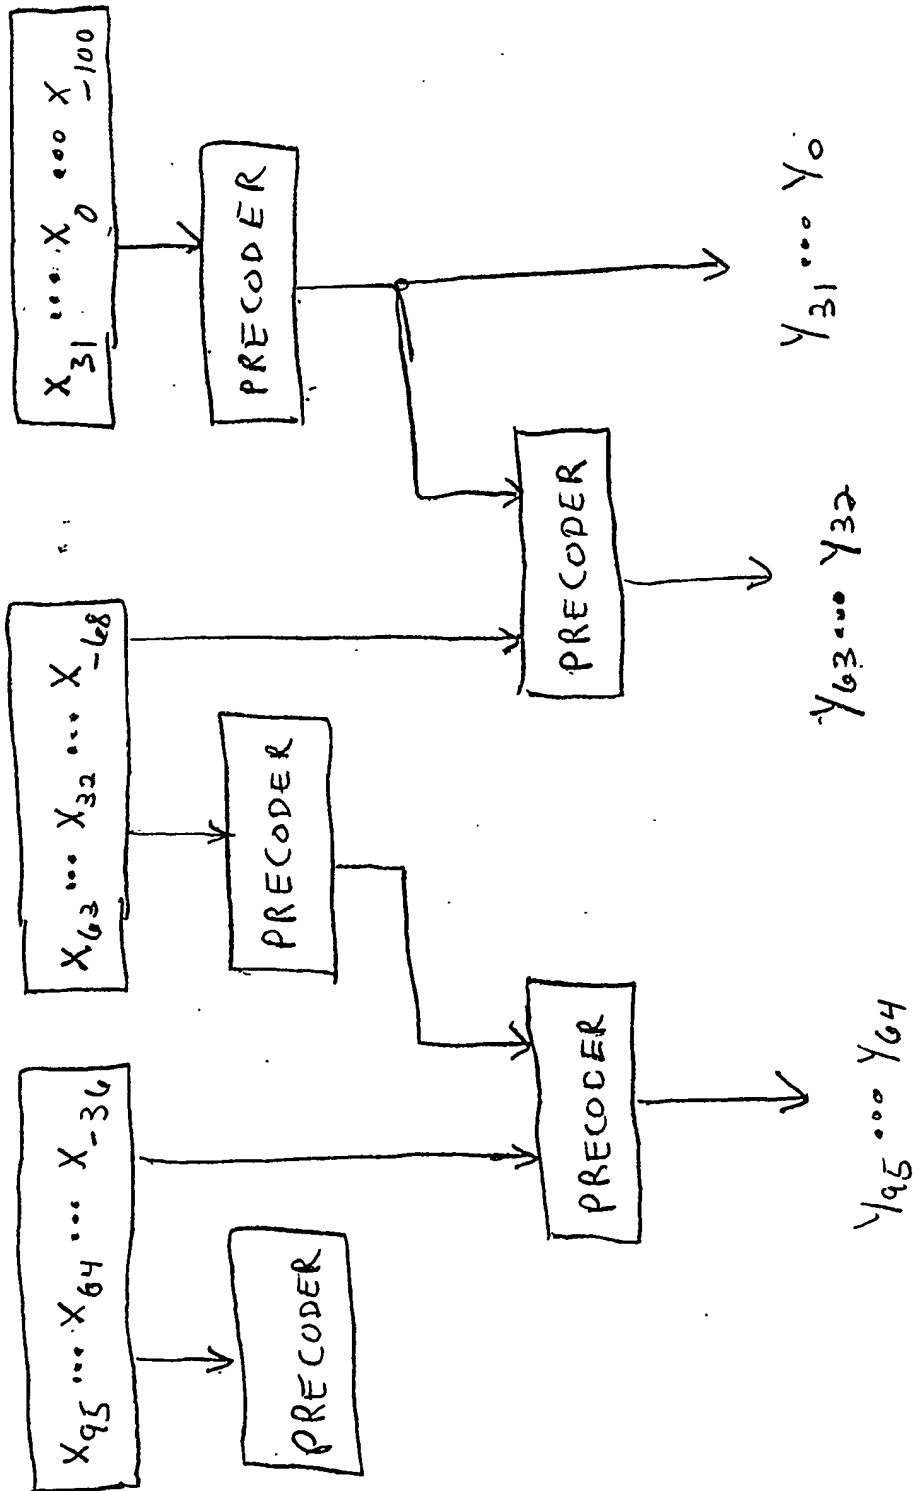 X95 ... X64 ... X-36
X63 ... X32 ... X-68
X31 ... X0 ... X-100
PRECODER
PRECODER
PRECODER
PRECODER
PRECODER
Y95 ... Y64
Y63 ... Y32
Y31 ... Y0